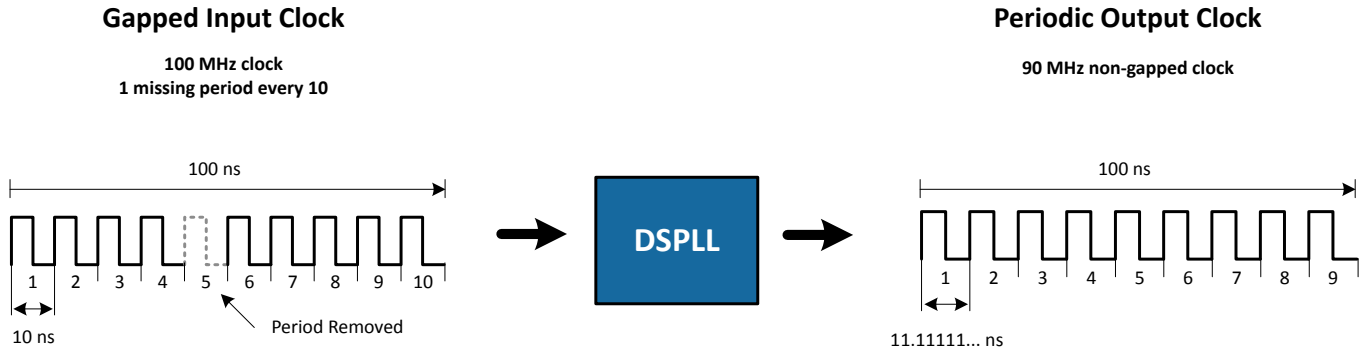 Gapped Input Clock
100 MHz clock
1 missing period every 10
100 ns
1 2 3 4 5 6 7 8 9 10
10 ns
Period Removed
DSPLL
Periodic Output Clock
90 MHz non-gapped clock
100 ns
1 2 3 4 5 6 7 8 9
11.11111... ns